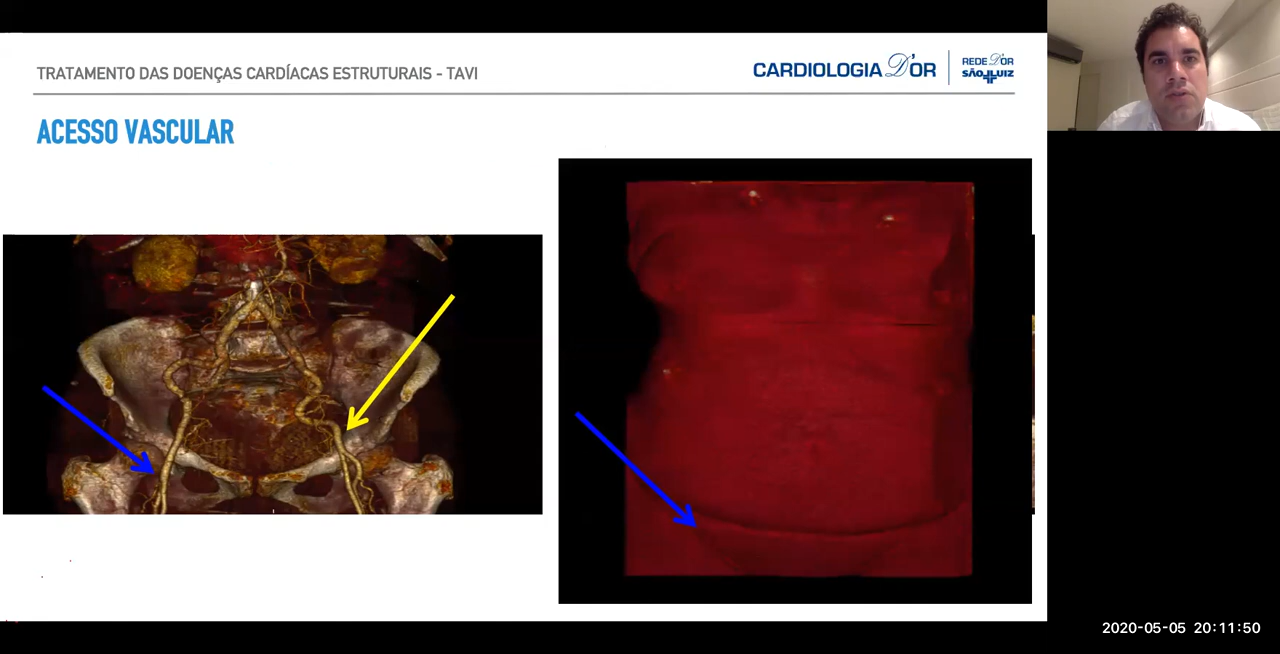 TRATAMENTO DAS DOENÇAS CARDÍACAS ESTRUTURAIS - TAVI
CARDIOLOGIA D'OR
REDE D'OR
SÃO LUIZ
ACESSO VASCULAR
2020-05-05 20:11:50